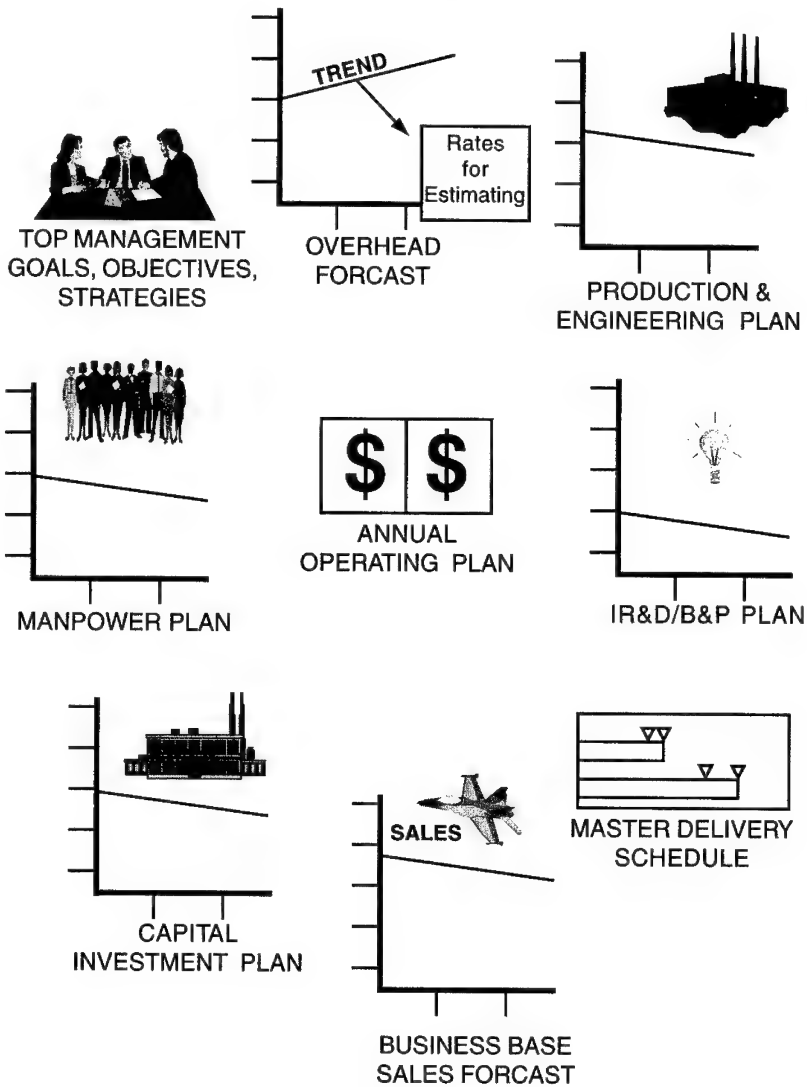 TREND
Rates
for
Estimating
TOP MANAGEMENT
GOALS, OBJECTIVES,
STRATEGIES
OVERHEAD
FORCAST
PRODUCTION &
ENGINEERING PLAN
MANPOWER PLAN
$ $
ANNUAL
OPERATING PLAN
IR&D/B&P PLAN
CAPITAL
INVESTMENT PLAN
SALES
BUSINESS BASE
SALES FORCAST
MASTER DELIVERY
SCHEDULE